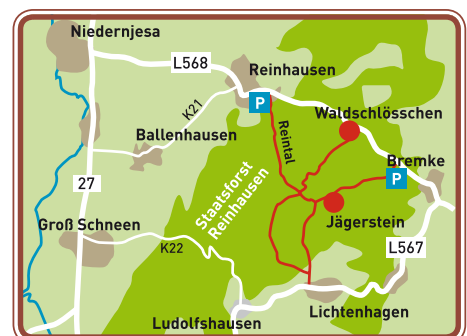 Niedernjesa
L568
Reinhausen
P
K21
Waldschlösschen
Ballenhausen
Reintal
Bremke
P
27
Staatsforst
Reinhausen
Groß Schneen
Jägerstein
K22
L567
Lichtenhagen
Ludolfshausen